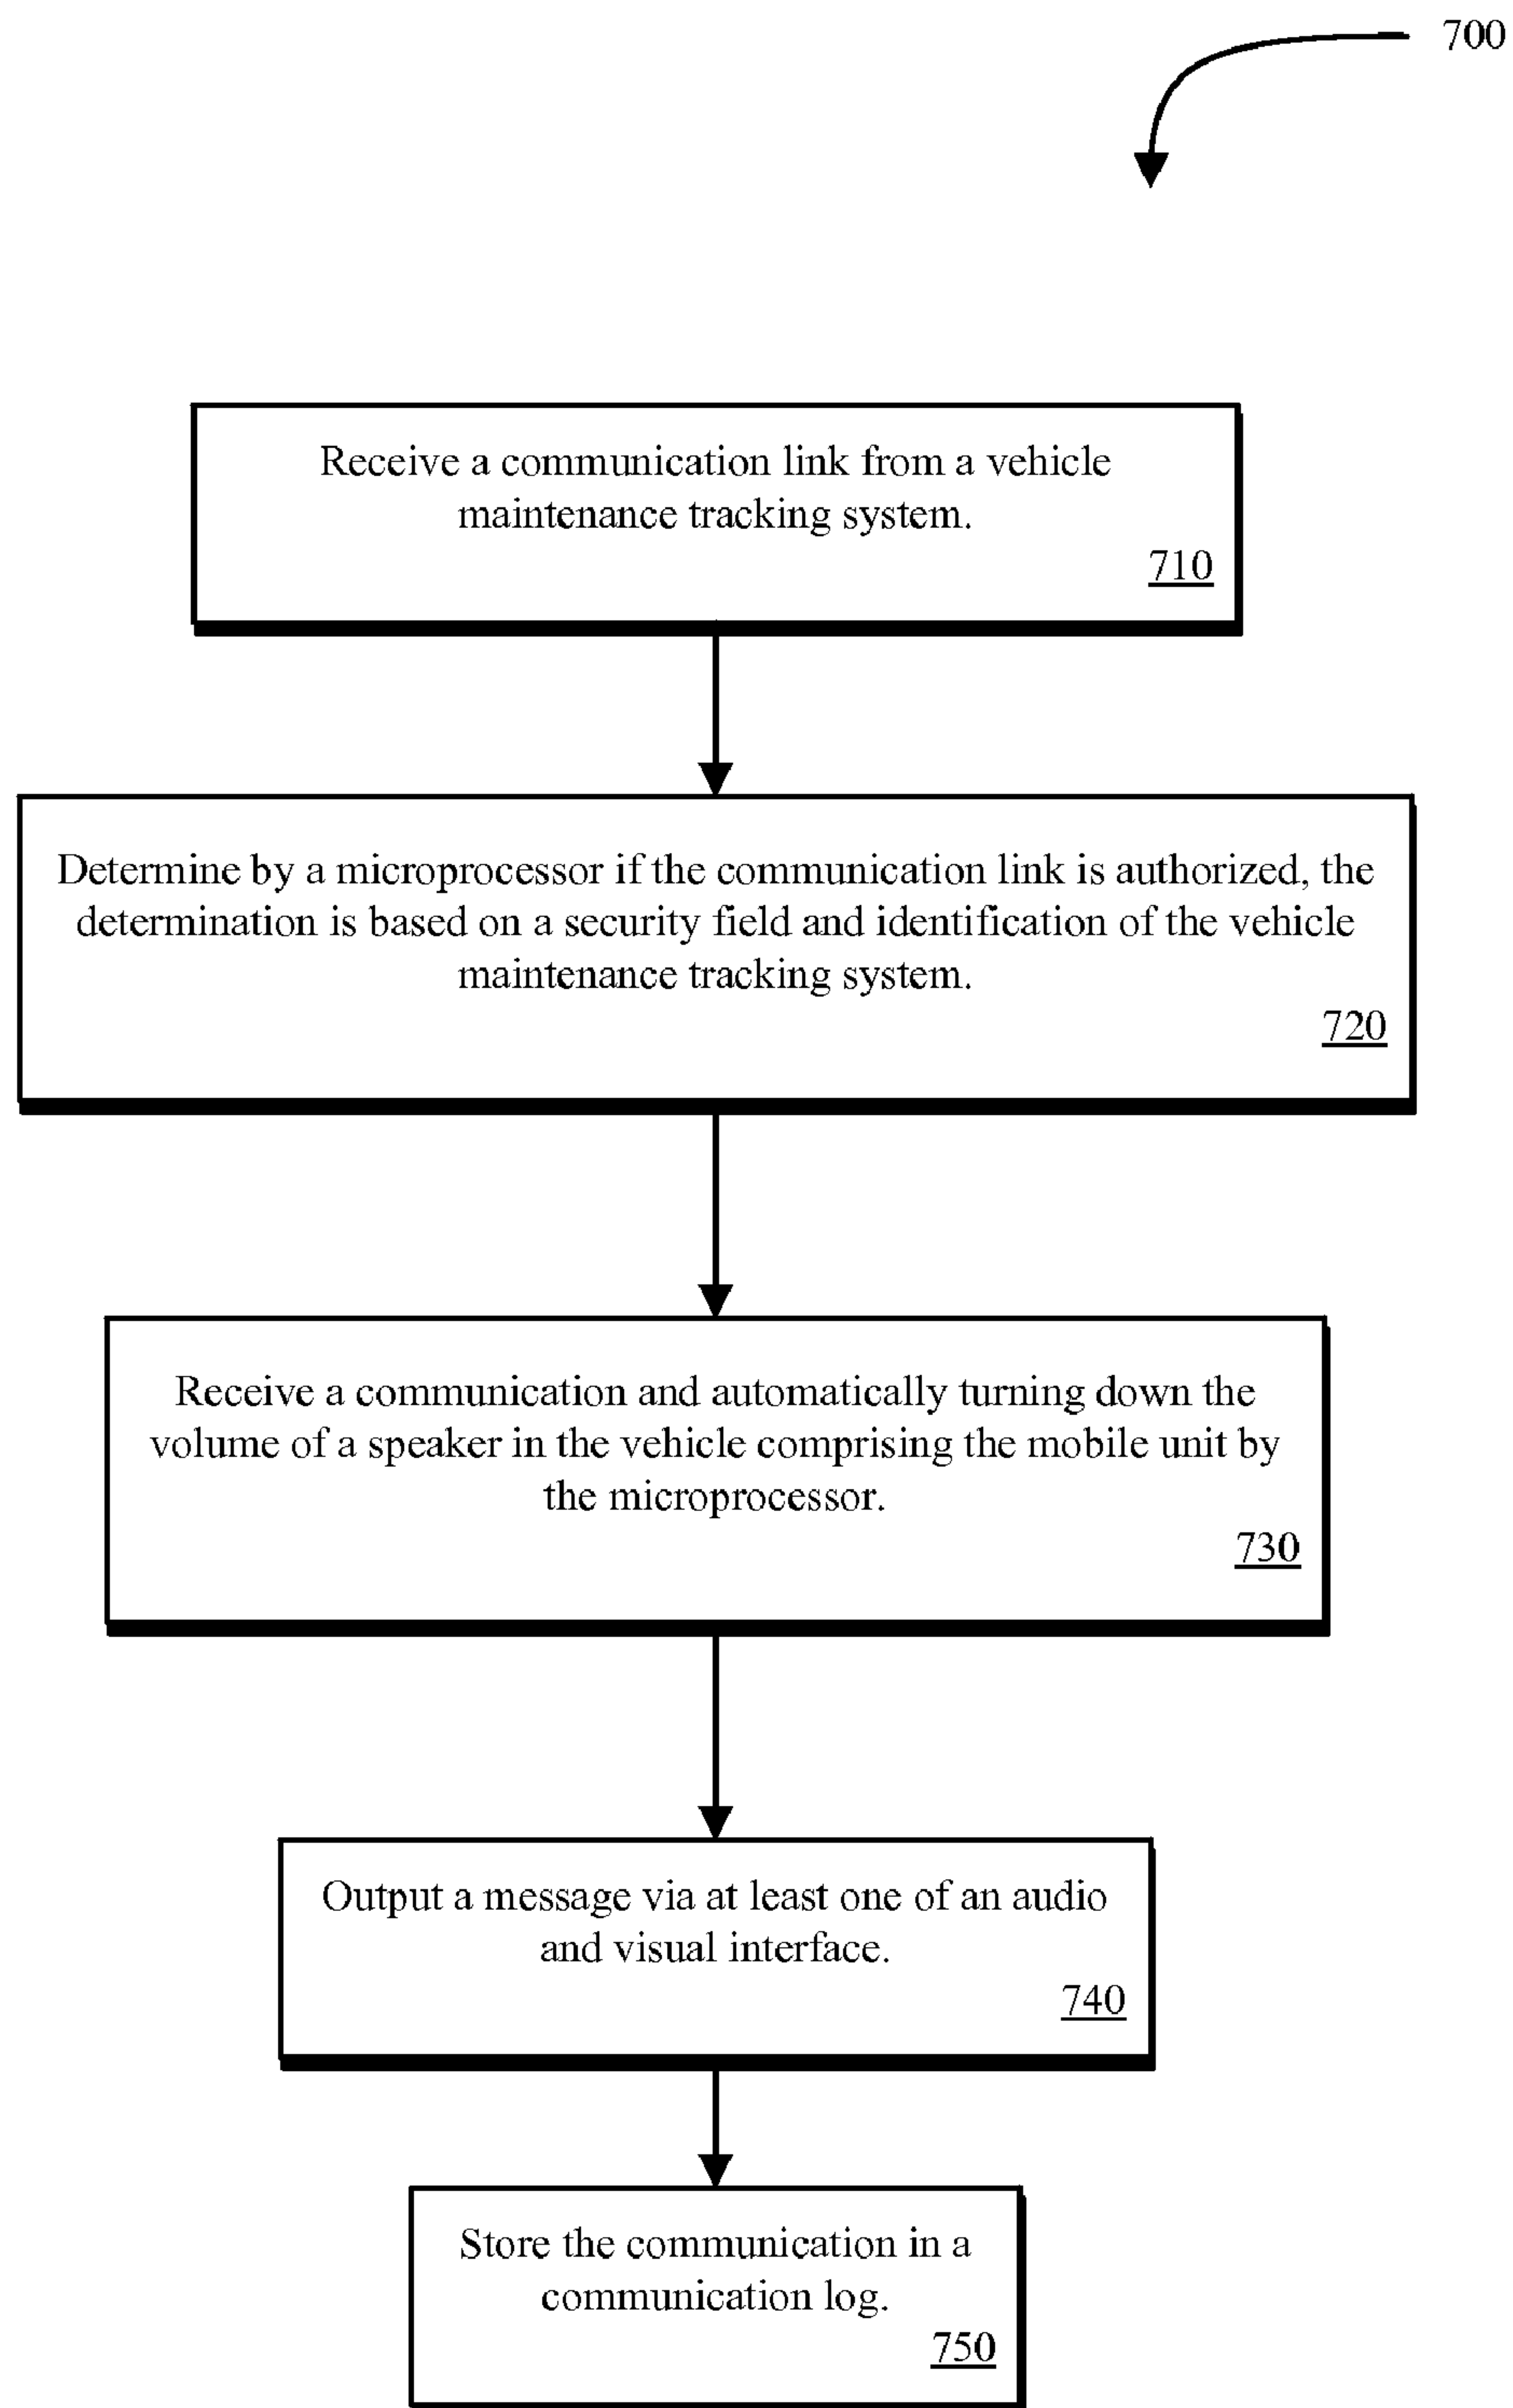 700
Receive a communication link from a vehicle
maintenance tracking system.
710
Determine by a microprocessor if the communication link is authorized, the
determination is based on a security field and identification of the vehicle
maintenance tracking system.
720
Receive a communication and automatically turning down the
volume of a speaker in the vehicle comprising the mobile unit by
the microprocessor.
730
Output a message via at least one of an audio
and visual interface.
740
Store the communication in a
communication log.
750